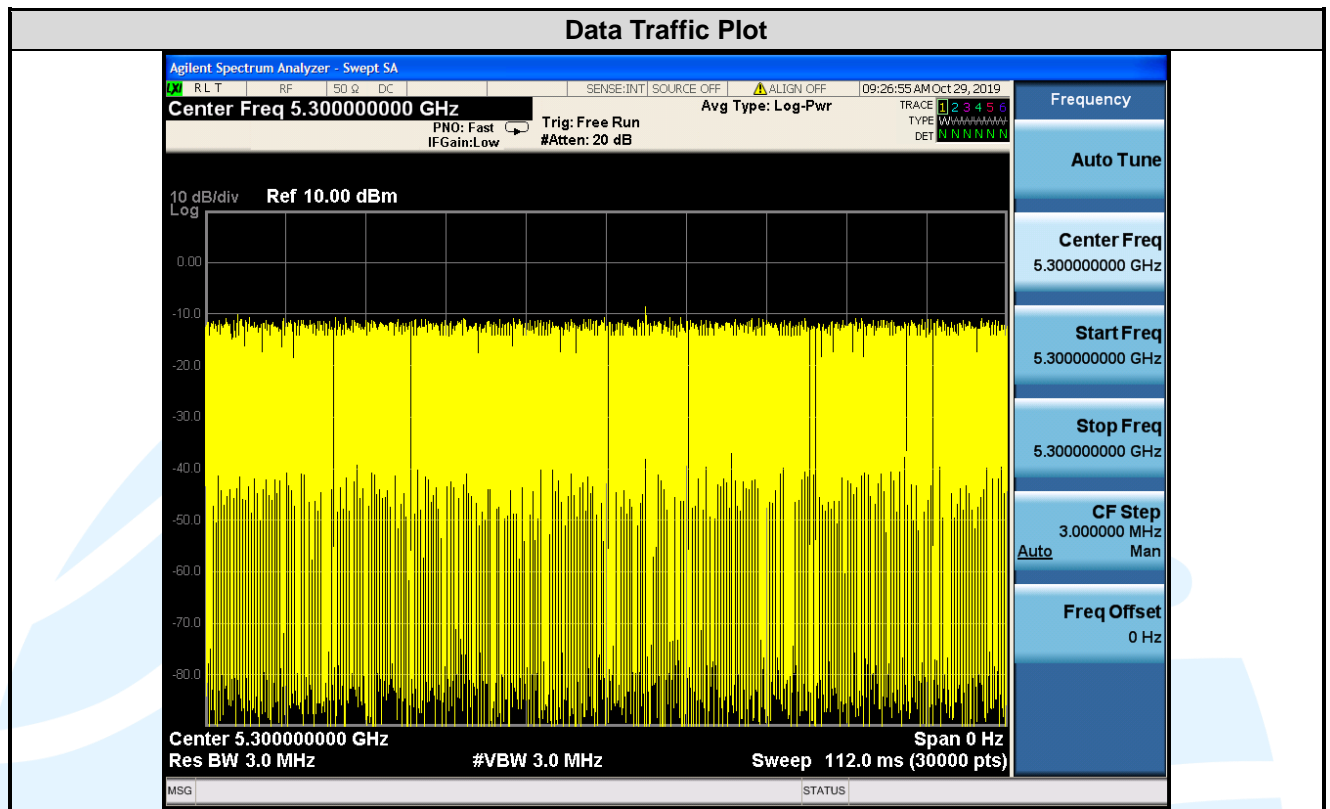 Data Traffic Plot
Agilent Spectrum Analyzer - Swept SA
LXI RLT RF 50 Ω DC SENSE:INT SOURCE OFF ALIGN OFF 09:26:55 AM Oct 29, 2019
Center Freq 5.300000000 GHz
PNO: Fast
IFGain:Low
Trig: Free Run
#Atten: 20 dB
Avg Type: Log-Pwr
TRACE 1 2 3 4 5 6
TYPE WWWWWW
DET N N N N N N
10 dB/div
Log
Ref 10.00 dBm
0.00
-10.0
-20.0
-30.0
-40.0
-50.0
-60.0
-70.0
-80.0
Center 5.300000000 GHz
Span 0 Hz
Res BW 3.0 MHz
#VBW 3.0 MHz
Sweep 112.0 ms (30000 pts)
MSG
STATUS
Frequency
Auto Tune
Center Freq
5.300000000 GHz
Start Freq
5.300000000 GHz
Stop Freq
5.300000000 GHz
CF Step
3.000000 MHz
Auto Man
Freq Offset
0 Hz